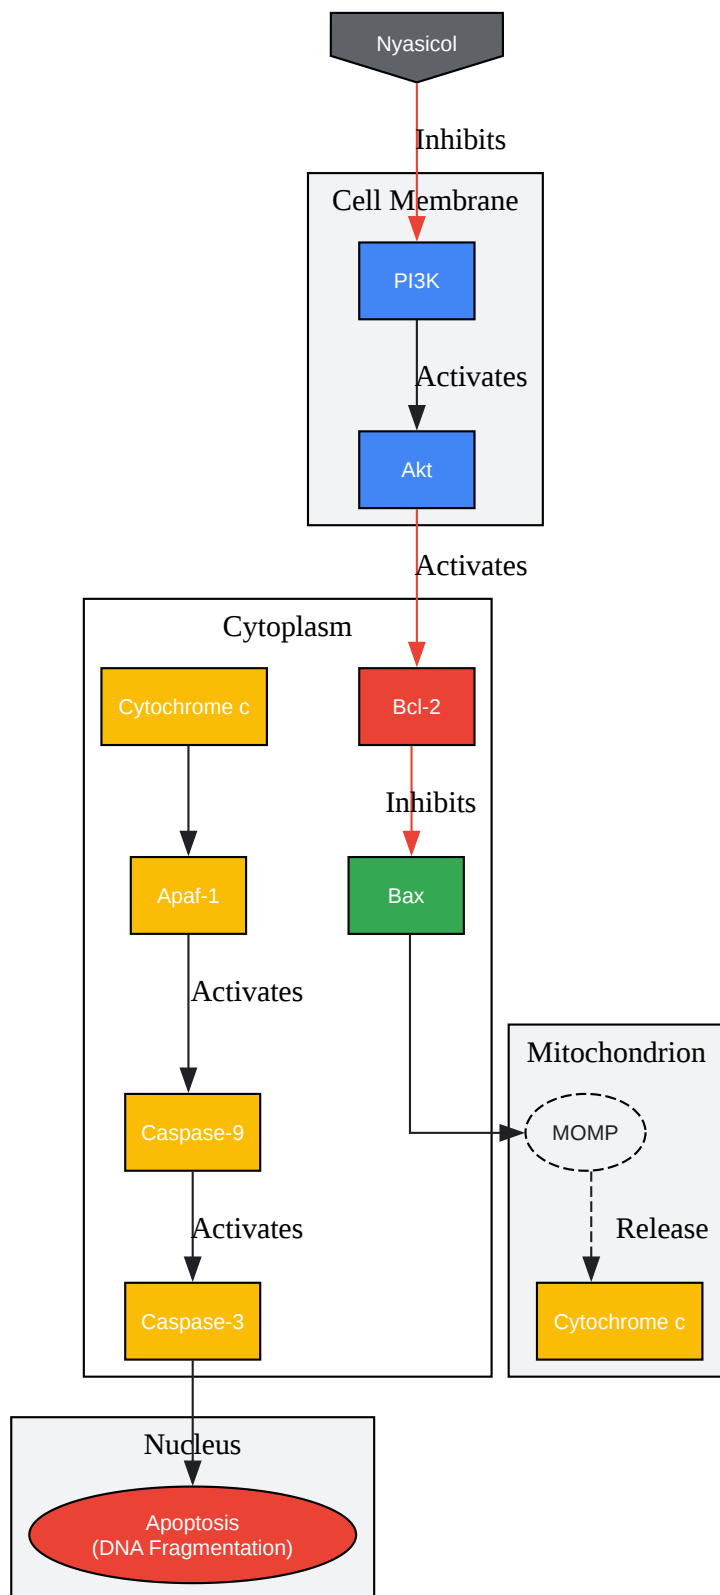 Nyasicol
Inhibits
Cell Membrane
PI3K
Activates
Akt
Activates
Cytoplasm
Cytochrome c
Bcl-2
Inhibits
Apaf-1
Bax
Activates
Mitochondrion
Caspase-9
MOMP
Activates
Release
Caspase-3
Cytochrome c
Nucleus
Apoptosis
(DNA Fragmentation)